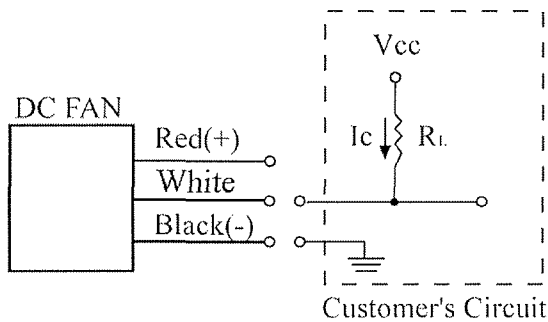 Vcc
DC FAN
Red(+)
Ic
RL
White
Black(-)
Customer's Circuit